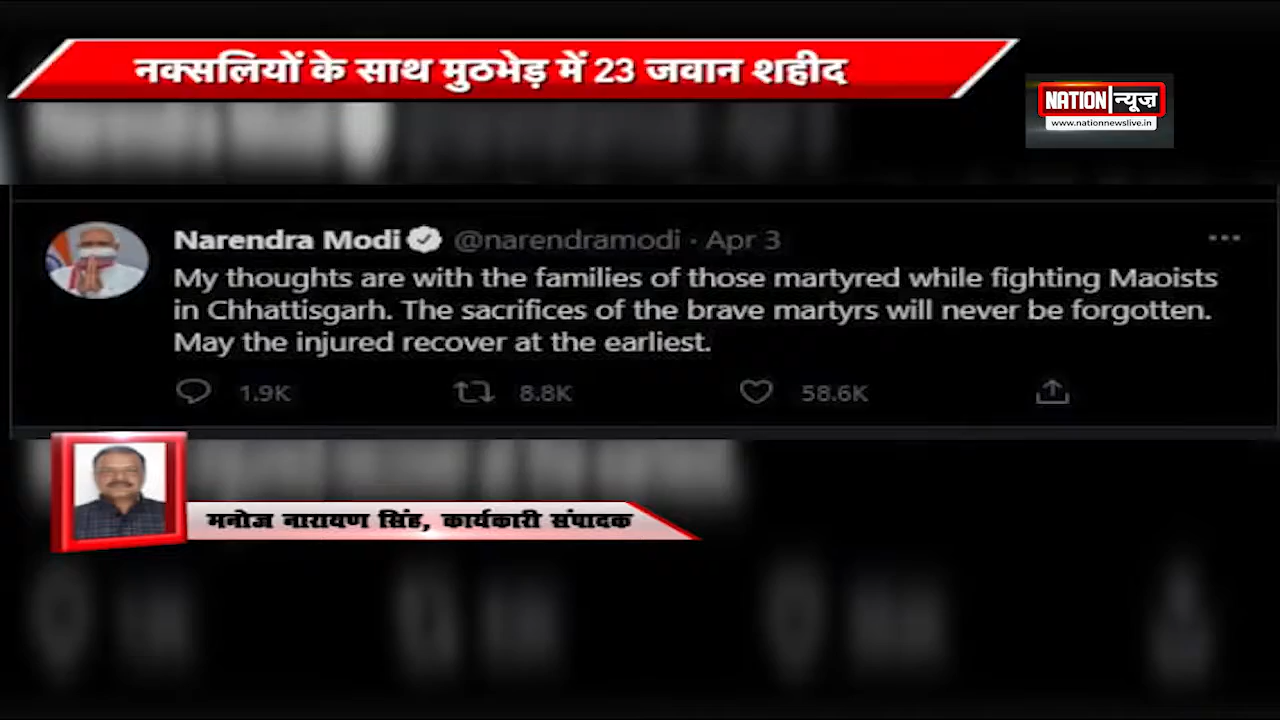 नक्सलियों के साथ मुठभेड़ में 23 जवान शहीद
NATION न्यूज़
www.nationnewslive.in
Narendra Modi @narendramodi · Apr 3
My thoughts are with the families of those martyred while fighting Maoists
in Chhattisgarh. The sacrifices of the brave martyrs will never be forgotten.
May the injured recover at the earliest.
1.9K 8.8K 58.6K
मनोज नारायण सिंह, कार्यकारी संपादक